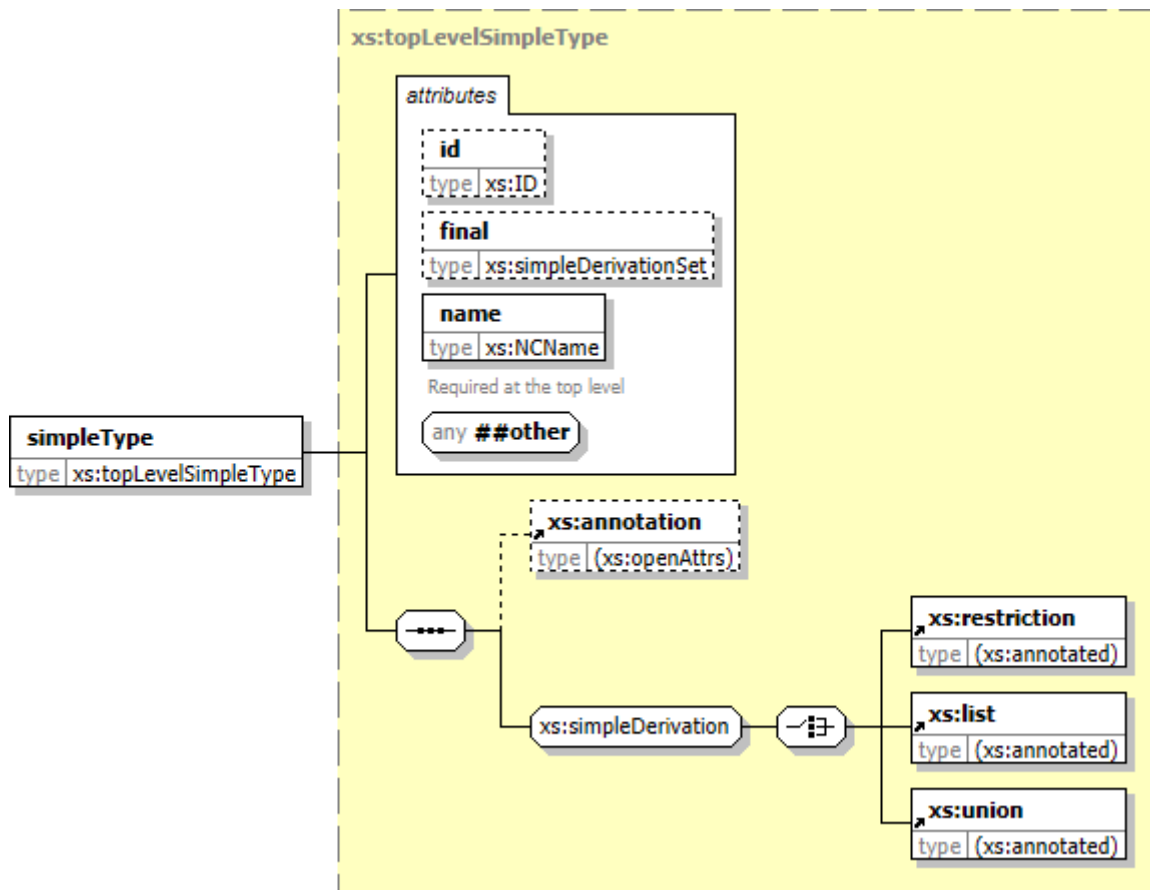 xs:topLevelSimpleType
attributes
id
type xs:ID
final
type xs:simpleDerivationSet
name
type xs:NCName
Required at the top level
any ##other
simpleType
type xs:topLevelSimpleType
xs:annotation
type (xs:openAttrs)
xs:restriction
type (xs:annotated)
xs:simpleDerivation
xs:list
type (xs:annotated)
xs:union
type (xs:annotated)